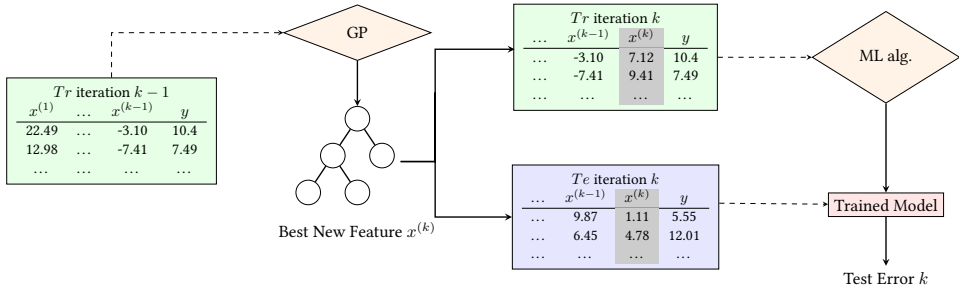 Tr iteration k − 1
x^(1) … x^(k−1) y
22.49 … -3.10 10.4
12.98 … -7.41 7.49
… … … …
GP
Best New Feature x^(k)
Tr iteration k
… x^(k−1) x^(k) y
… -3.10 7.12 10.4
… -7.41 9.41 7.49
… … … …
Te iteration k
… x^(k−1) x^(k) y
… 9.87 1.11 5.55
… 6.45 4.78 12.01
… … … …
ML alg.
Trained Model
Test Error k